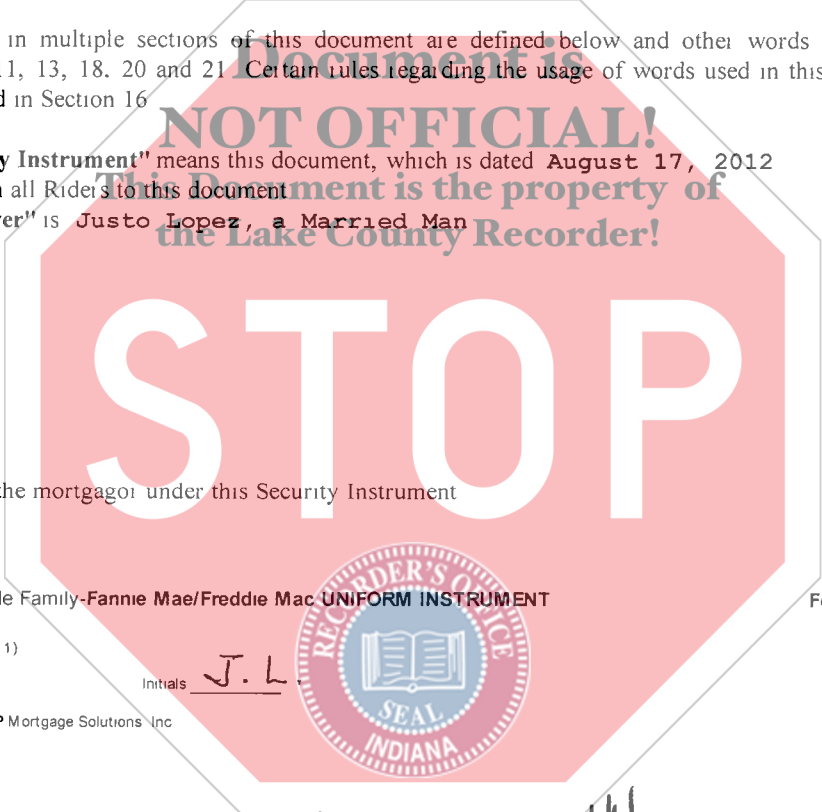 in multiple sections of this document are defined below and other words
1, 13, 18. 20 and 21 Certain rules regarding the usage of words used in this
d in Section 16
Document is
NOT OFFICIAL!
y Instrument" means this document, which is dated August 17, 2012
all Riders to this document
This Document is the property of
er" is Justo Lopez, a Married Man
the Lake County Recorder!
STOP
he mortgagor under this Security Instrument
le Family-Fannie Mae/Freddie Mac UNIFORM INSTRUMENT
1)
Initials J. L.
P Mortgage Solutions Inc
RECORDER'S OFFICE
SEAL
INDIANA